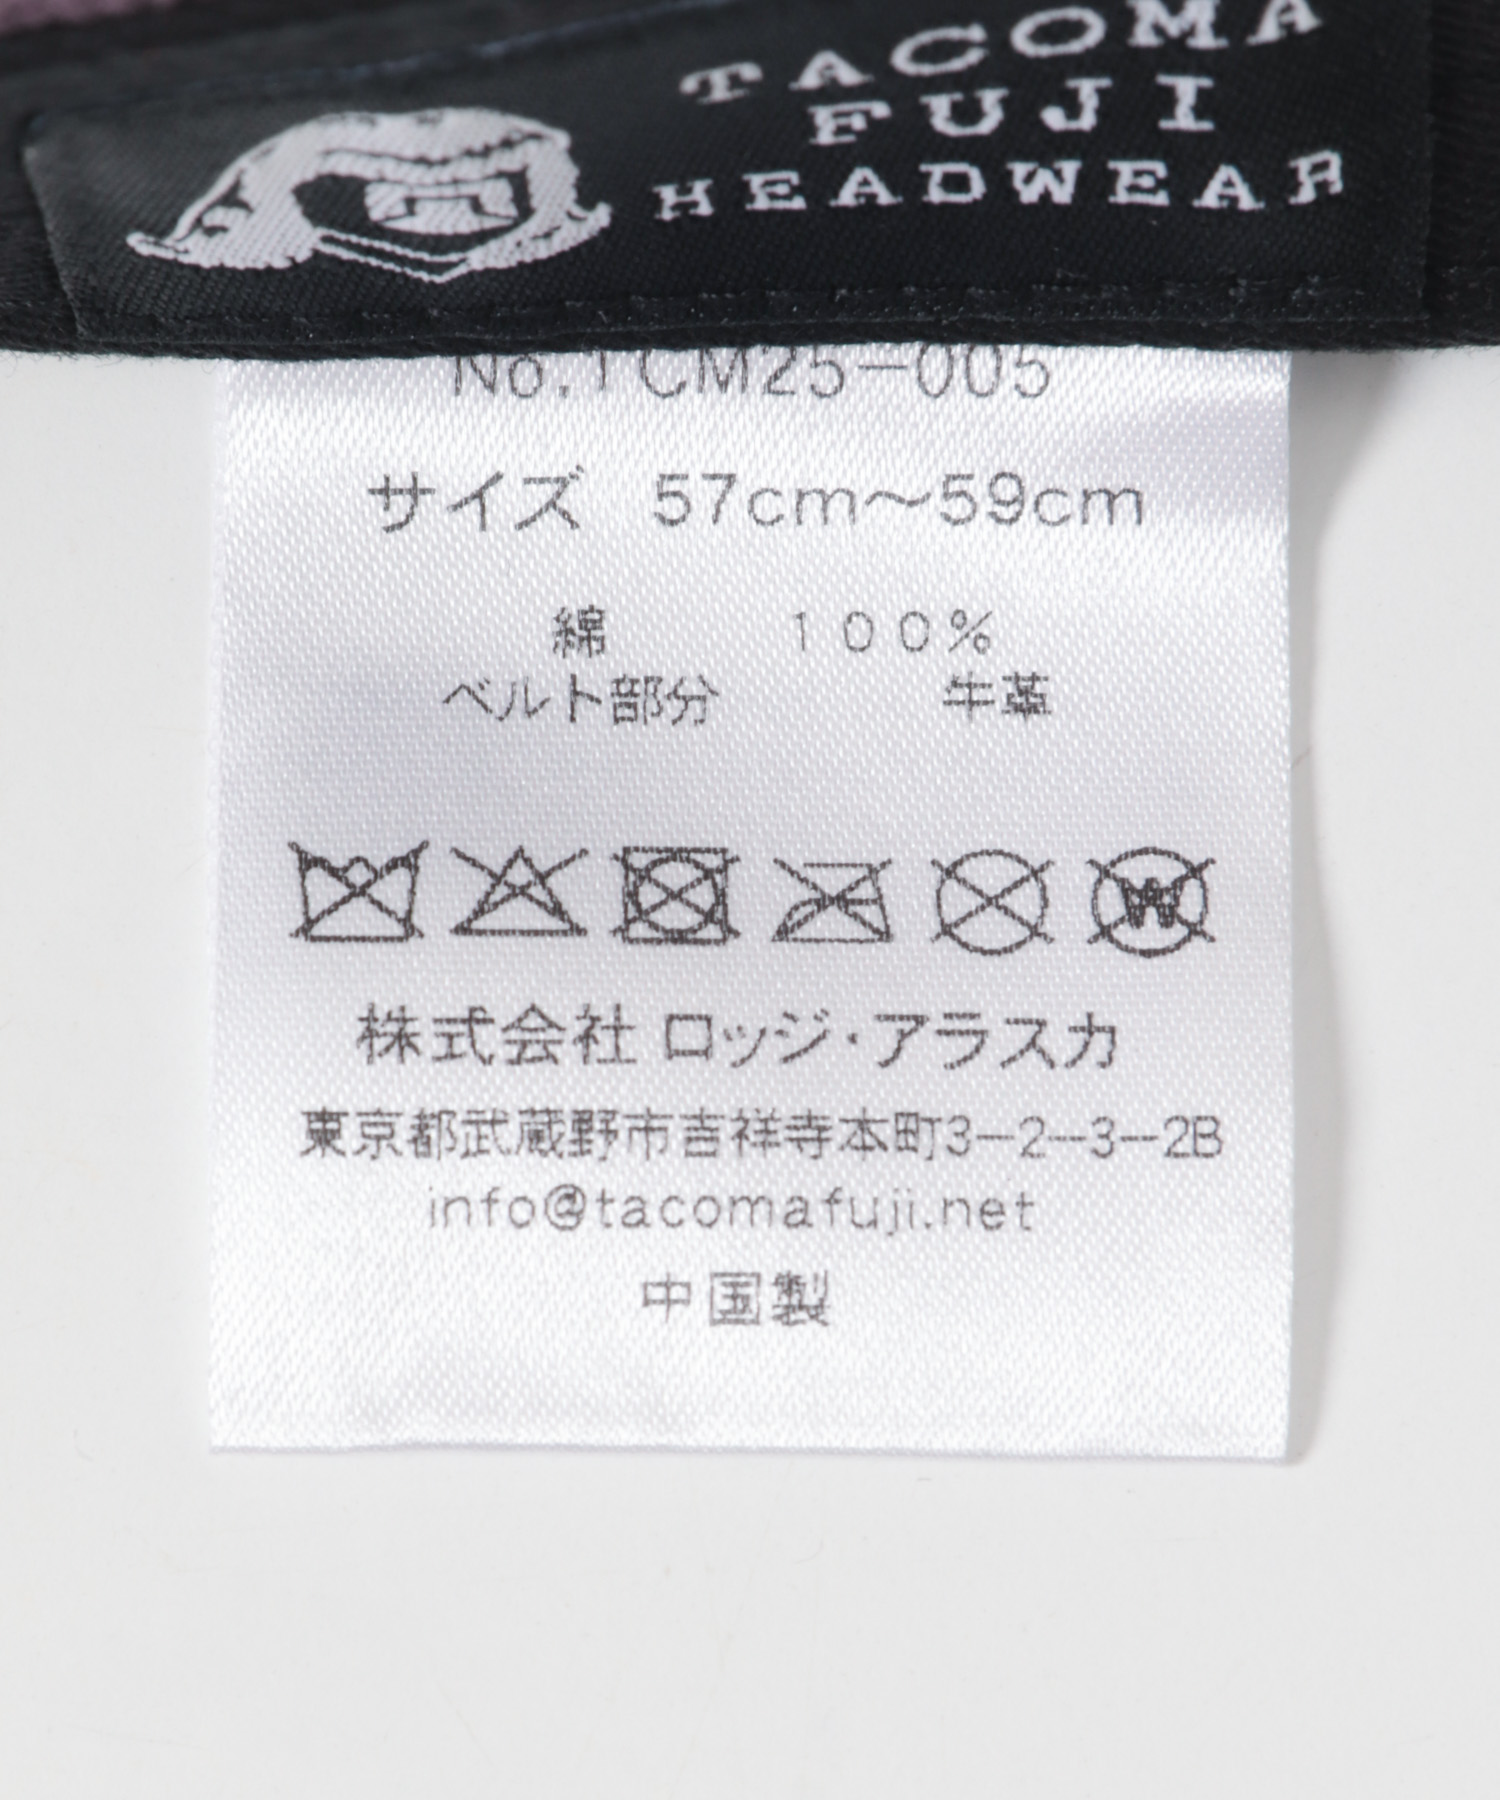 TACOMA
FUJI
HEADWEAR
No.TCM25-005
サイズ 57cm～59cm
綿 100%
ベルト部分 牛革
W
株式会社 ロッジ・アラスカ
東京都武蔵野市吉祥寺本町3-2-3-2B
info@tacomafuji.net
中国製